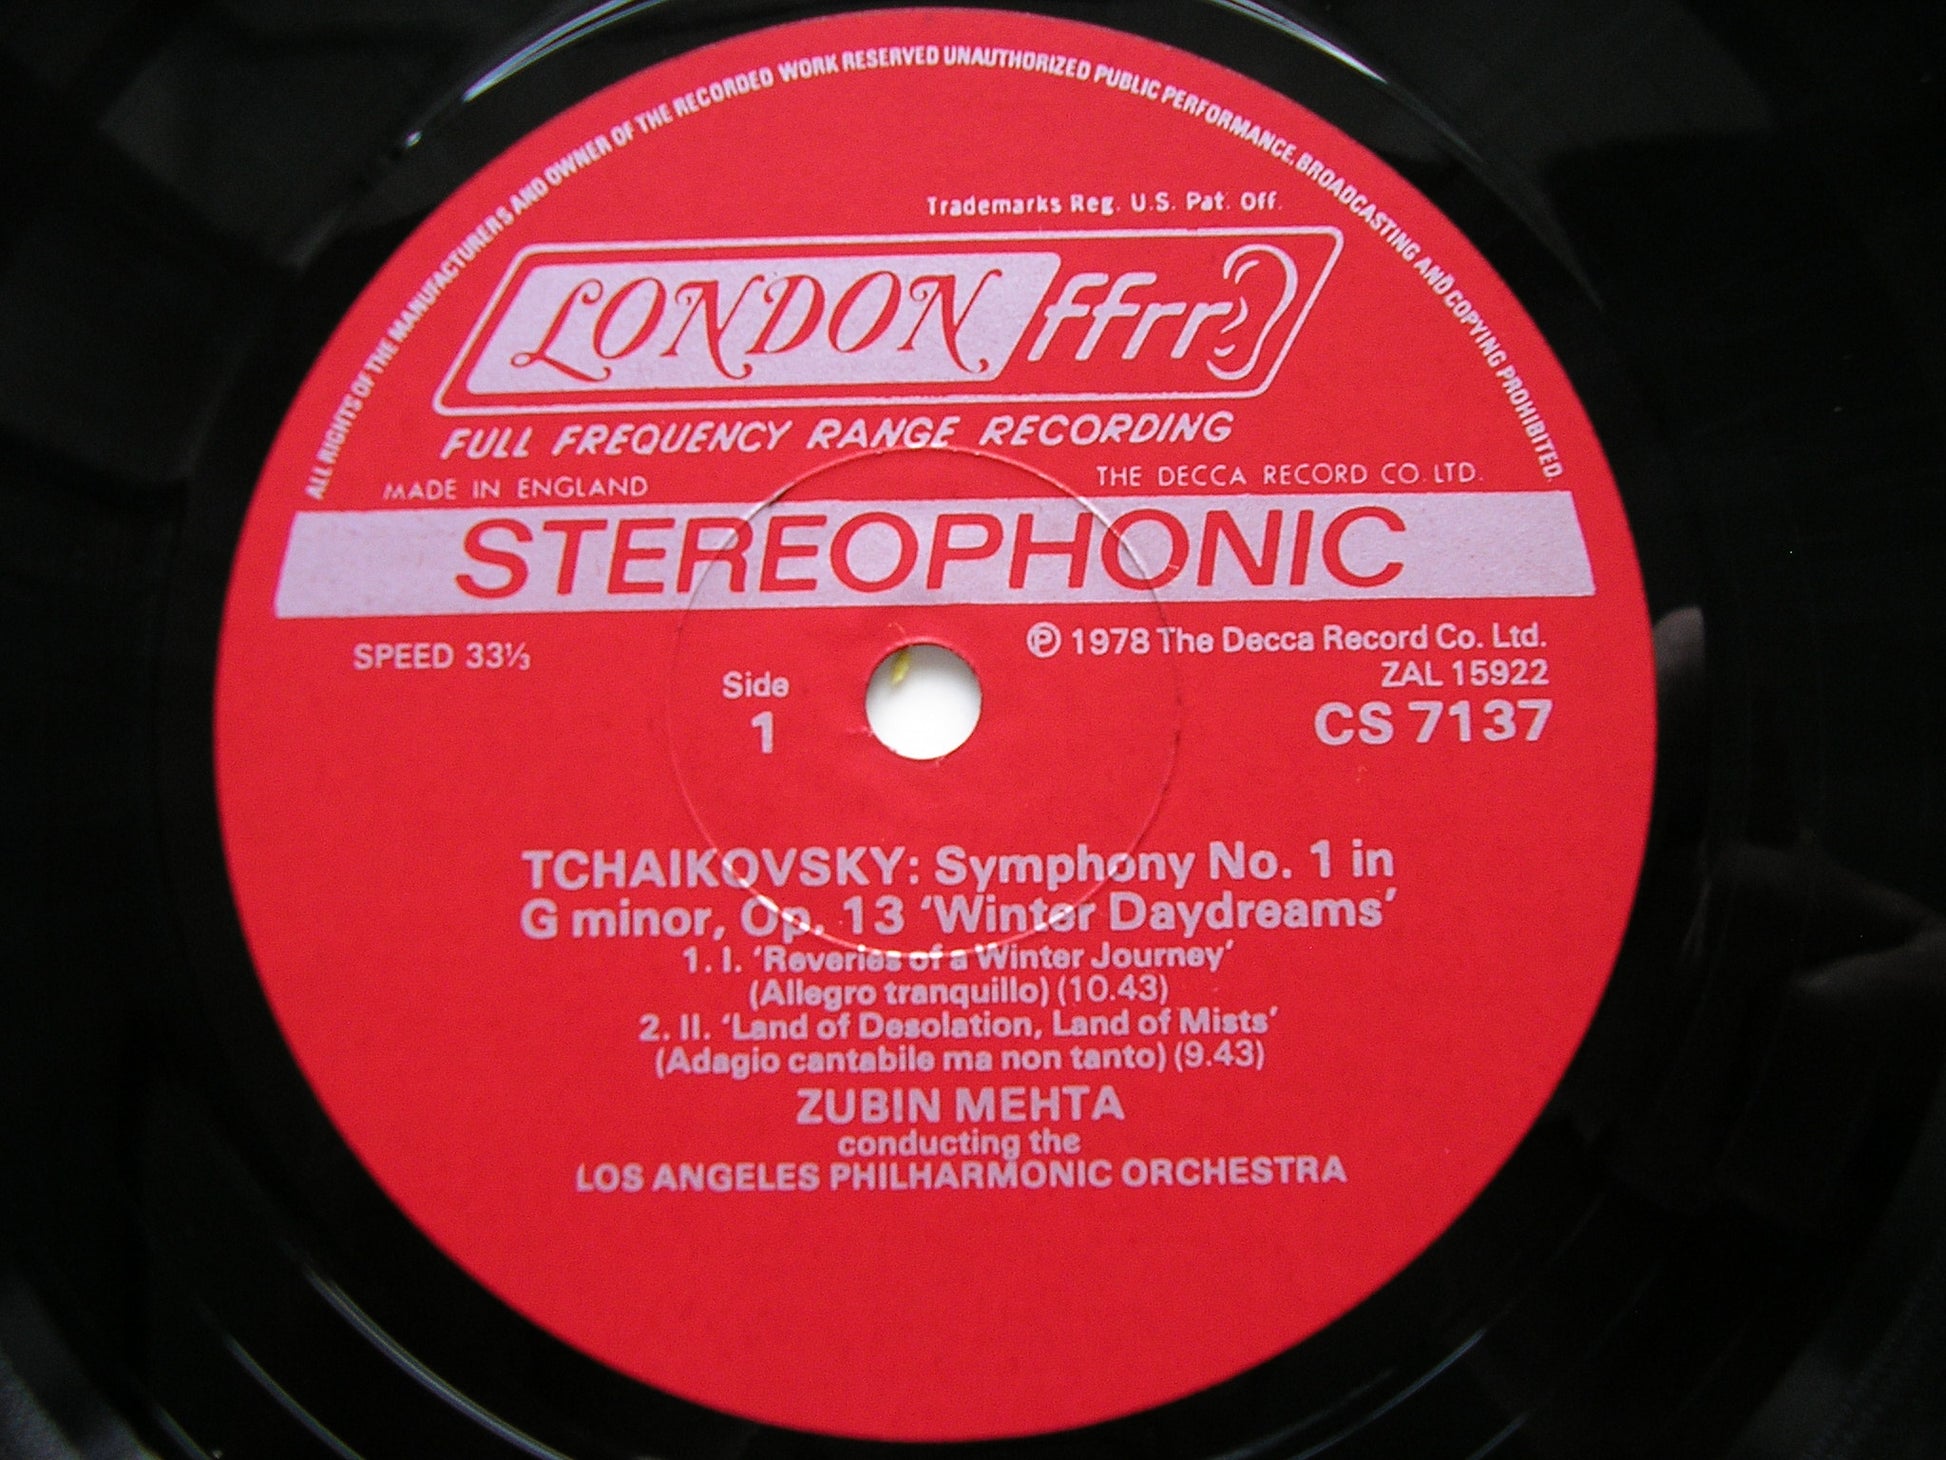 ALL RIGHTS OF THE MANUFACTURERS AND OWNER OF THE RECORDED WORK RESERVED UNAUTHORIZED PUBLIC PERFORMANCE, BROADCASTING AND COPYING PROHIBITED.
Trademarks Reg. U.S. Pat. Off.
LONDON ffrr
FULL FREQUENCY RANGE RECORDING
MADE IN ENGLAND THE DECCA RECORD CO. LTD.
STEREOPHONIC
SPEED 33⅓ ℗ 1978 The Decca Record Co. Ltd.
ZAL 15922
Side
1
CS 7137
TCHAIKOVSKY: Symphony No. 1 in
G minor, Op. 13 'Winter Daydreams'
1. I. 'Reveries of a Winter Journey'
(Allegro tranquillo) (10.43)
2. II. 'Land of Desolation, Land of Mists'
(Adagio cantabile ma non tanto) (9.43)
ZUBIN MEHTA
conducting the
LOS ANGELES PHILHARMONIC ORCHESTRA